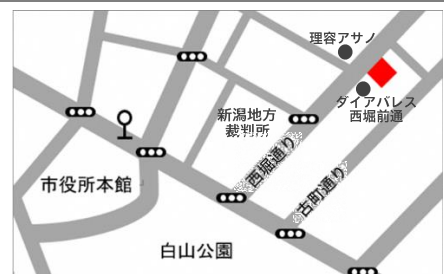 理容アサノ
ダイアパレス
西堀前通
新潟地方
裁判所
西堀通り
古町通り
市役所本館
白山公園